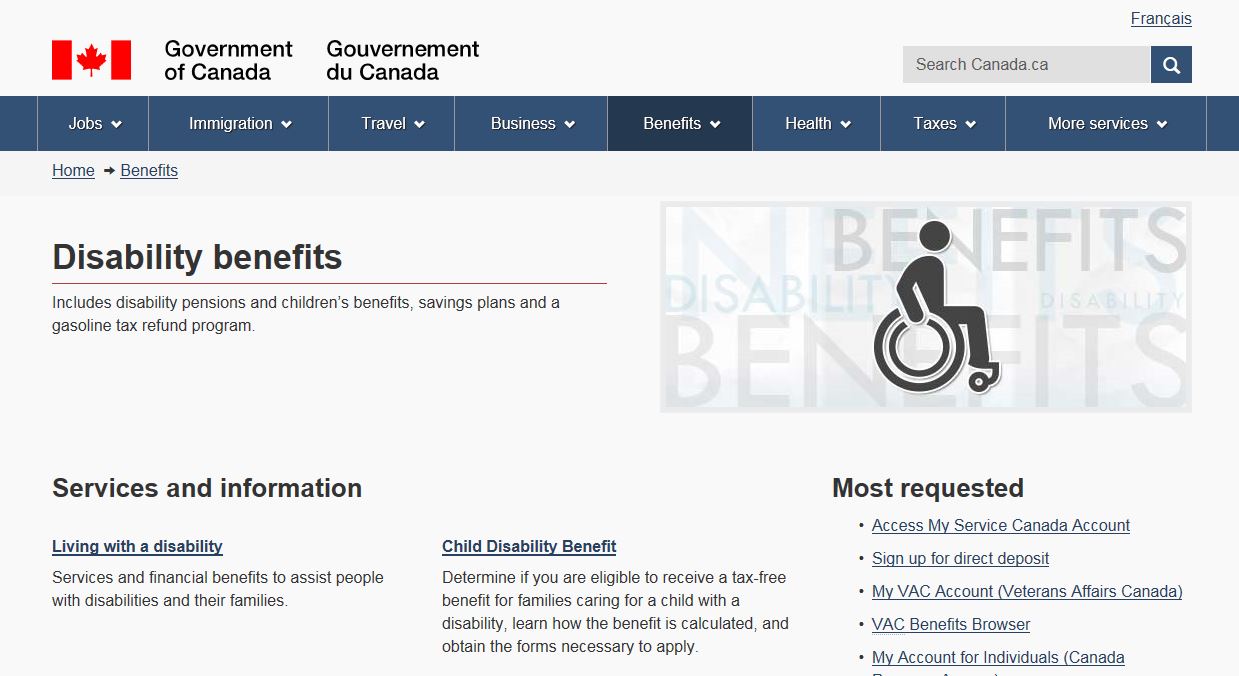 Français
Government
of Canada
Gouvernement
du Canada
Search Canada.ca
Jobs Immigration Travel Business Benefits Health Taxes More services
Home Benefits
Disability benefits
Includes disability pensions and children’s benefits, savings plans and a
gasoline tax refund program.
BENEFITS
DISABILITY
DISABILITY
BENEFITS
Services and information
Living with a disability
Services and financial benefits to assist people
with disabilities and their families.
Child Disability Benefit
Determine if you are eligible to receive a tax-free
benefit for families caring for a child with a
disability, learn how the benefit is calculated, and
obtain the forms necessary to apply.
Most requested
• Access My Service Canada Account
• Sign up for direct deposit
• My VAC Account (Veterans Affairs Canada)
• VAC Benefits Browser
• My Account for Individuals (Canada